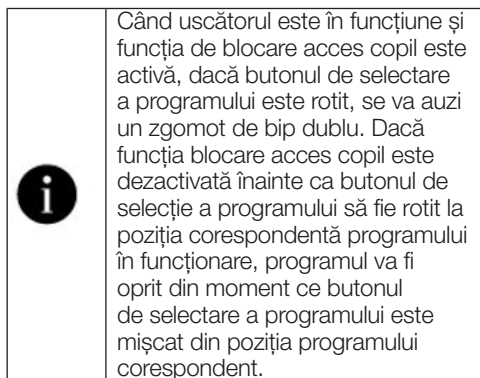 Când uscătorul este în funcțiune și
funcția de blocare acces copil este
activă, dacă butonul de selectare
a programului este rotit, se va auzi
un zgomot de bip dublu. Dacă
funcția blocare acces copil este
dezactivată înainte ca butonul de
selecție a programului să fie rotit la
poziția corespondentă programului
în funcționare, programul va fi
oprit din moment ce butonul
de selectare a programului este
mișcat din poziția programului
corespondent.